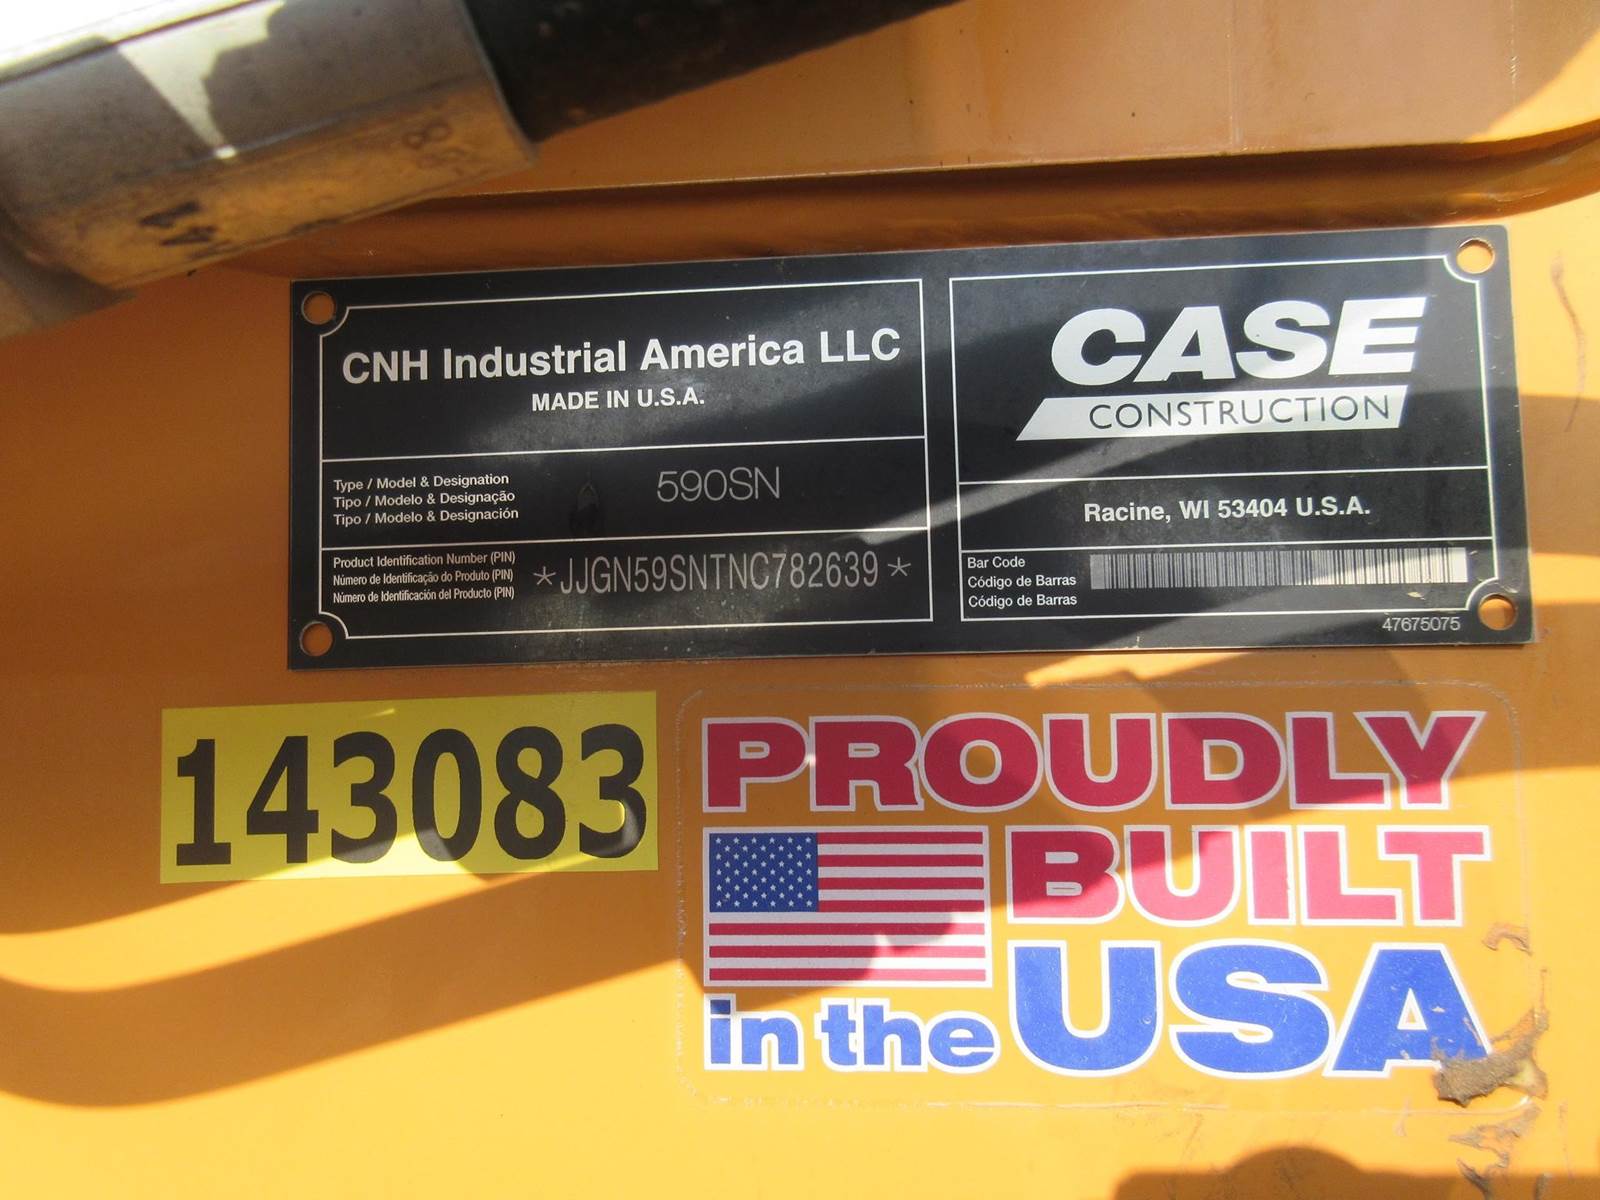 41
88
CNH Industrial America LLC
MADE IN U.S.A.
Type / Model & Designation
Tipo / Modelo & Designação
Tipo / Modelo & Designación
590SN
Product Identification Number (PIN)
Número de Identificação do Produto (PIN)
Número de Identificación del Producto (PIN)
*JJGN59SNTNC782639*
CASE
CONSTRUCTION
Racine, WI 53404 U.S.A.
Bar Code
Código de Barras
Código de Barras
47675075
143083
PROUDLY
BUILT
in the USA